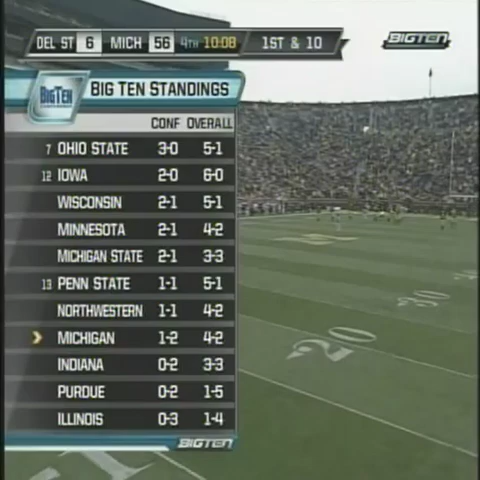 DEL ST 6 MICH 56 4TH 10:08 1ST & 10
BIGTEN
BIGTEN
BIG TEN STANDINGS
CONF OVERALL
7 OHIO STATE 3-0 5-1
12 IOWA 2-0 6-0
WISCONSIN 2-1 5-1
MINNESOTA 2-1 4-2
MICHIGAN STATE 2-1 3-3
13 PENN STATE 1-1 5-1
NORTHWESTERN 1-1 4-2
MICHIGAN 1-2 4-2
INDIANA 0-2 3-3
PURDUE 0-2 1-5
ILLINOIS 0-3 1-4
BIGTEN
20
30